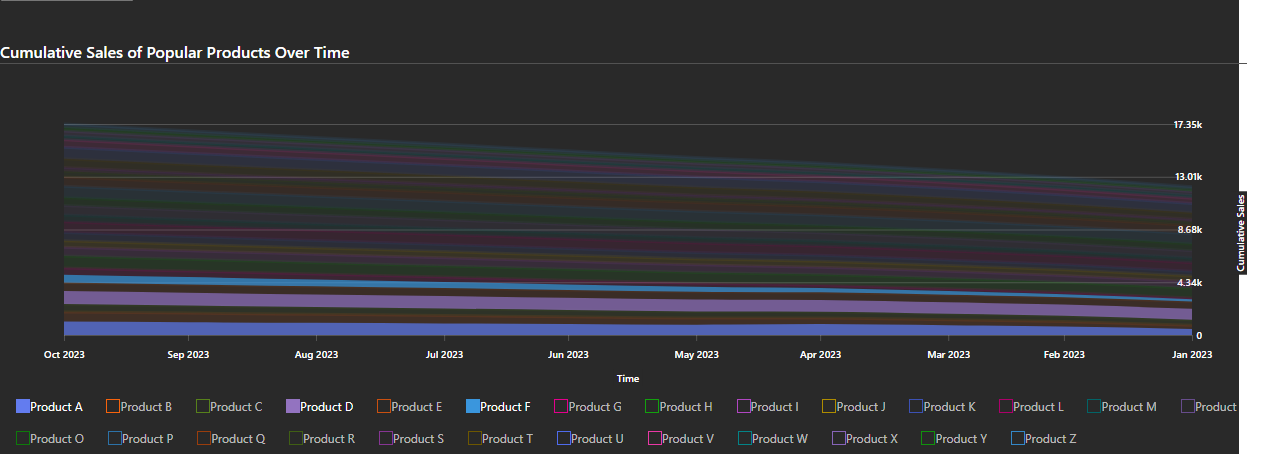 Cumulative Sales of Popular Products Over Time
17.35k
13.01k
8.68k
4.34k
0
Cumulative Sales
Oct 2023 Sep 2023 Aug 2023 Jul 2023 Jun 2023 May 2023 Apr 2023 Mar 2023 Feb 2023 Jan 2023
Time
Product A Product B Product C Product D Product E Product F Product G Product H Product I Product J Product K Product L Product M Product
Product O Product P Product Q Product R Product S Product T Product U Product V Product W Product X Product Y Product Z